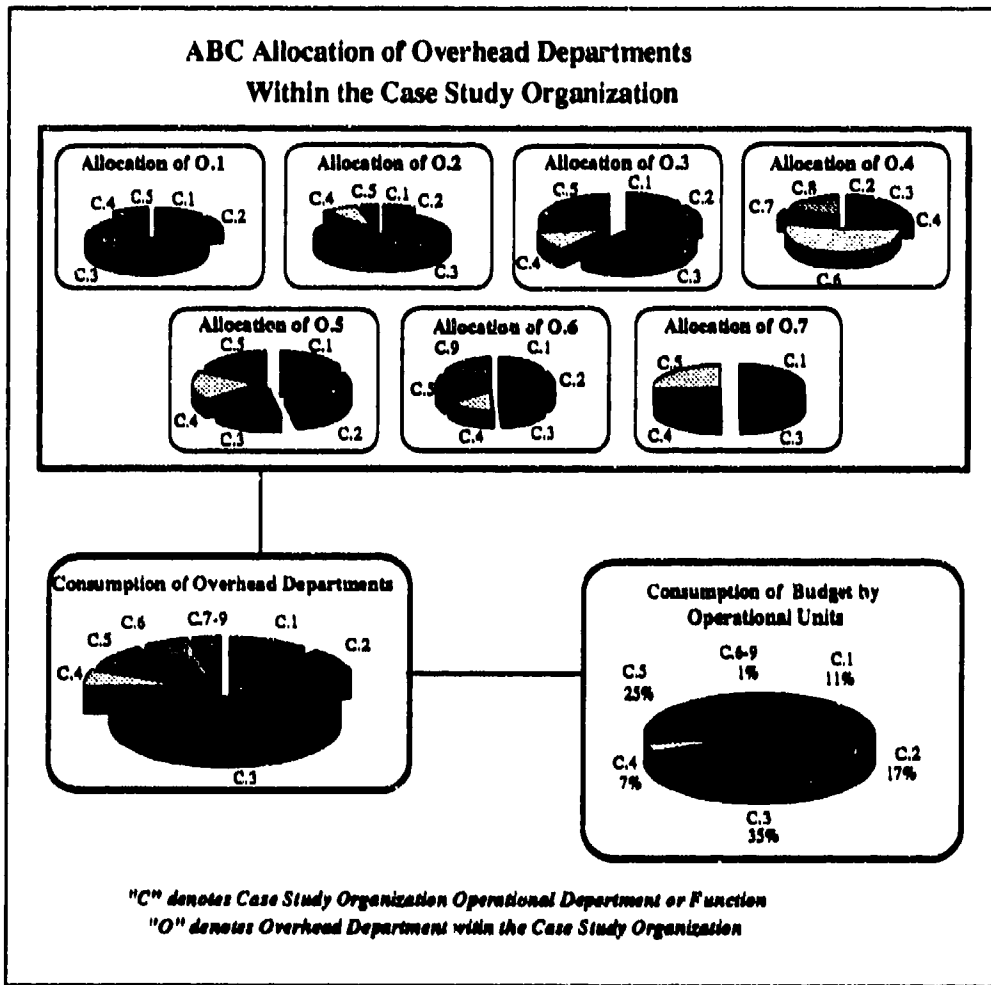 ABC Allocation of Overhead Departments
Within the Case Study Organization
Allocation of O.1
C.4
C.5
C.1
C.2
C.3
Allocation of O.2
C.4
C.5
C.1
C.2
C.3
Allocation of O.3
C.5
C.1
C.2
C.4
C.3
Allocation of O.4
C.8
C.2
C.3
C.7
C.4
C.6
Allocation of O.5
C.5
C.1
C.4
C.3
C.2
Allocation of O.6
C.9
C.1
C.5
C.2
C.4
C.3
Allocation of O.7
C.5
C.1
C.4
C.3
Consumption of Overhead Departments
C.6
C.7-9
C.1
C.5
C.2
C.4
C.3
Consumption of Budget by
Operational Units
C.6-9
1%
C.1
11%
C.5
25%
C.2
17%
C.4
7%
C.3
35%
"C" denotes Case Study Organization Operational Department or Function
"O" denotes Overhead Department within the Case Study Organization